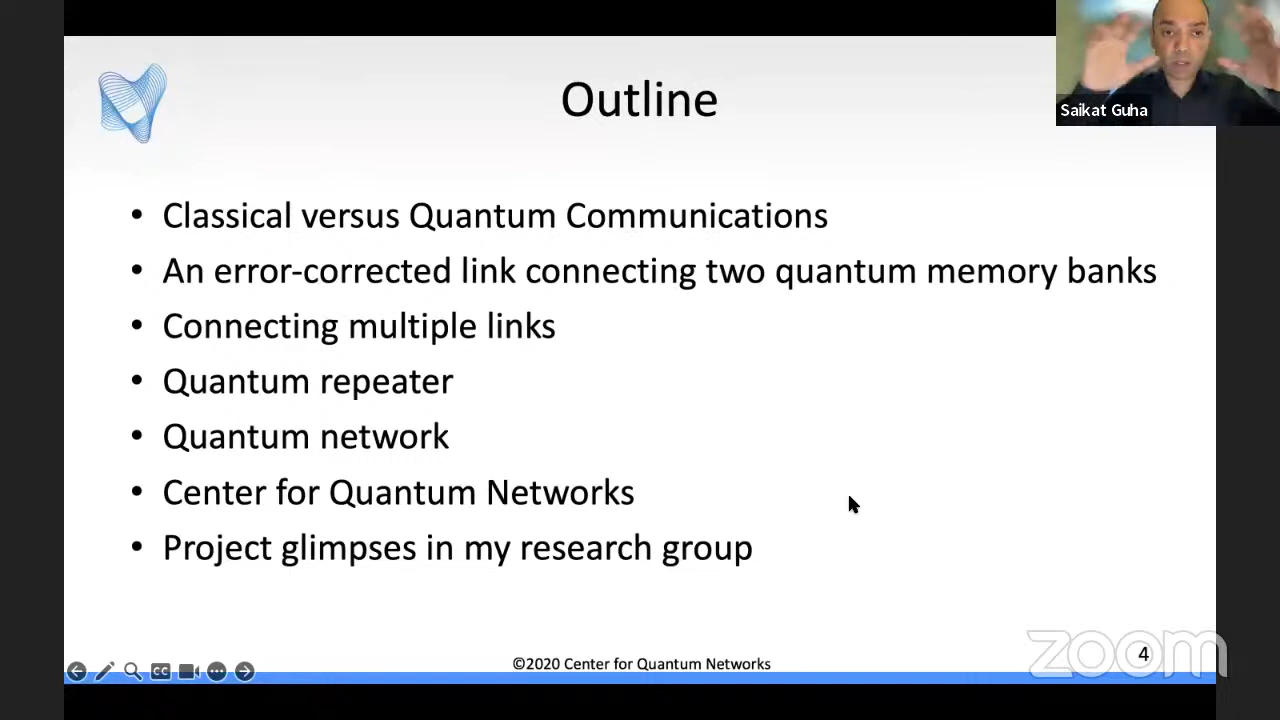 Outline
Saikat Guha
• Classical versus Quantum Communications
• An error-corrected link connecting two quantum memory banks
• Connecting multiple links
• Quantum repeater
• Quantum network
• Center for Quantum Networks
• Project glimpses in my research group
CC
©2020 Center for Quantum Networks
4
zoom